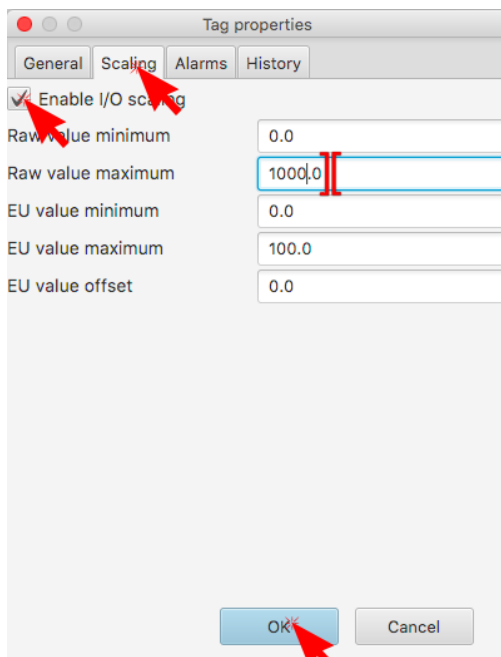 Tag properties
General Scaling Alarms History
Enable I/O scaling
Raw value minimum 0.0
Raw value maximum 1000.0
EU value minimum 0.0
EU value maximum 100.0
EU value offset 0.0
OK Cancel